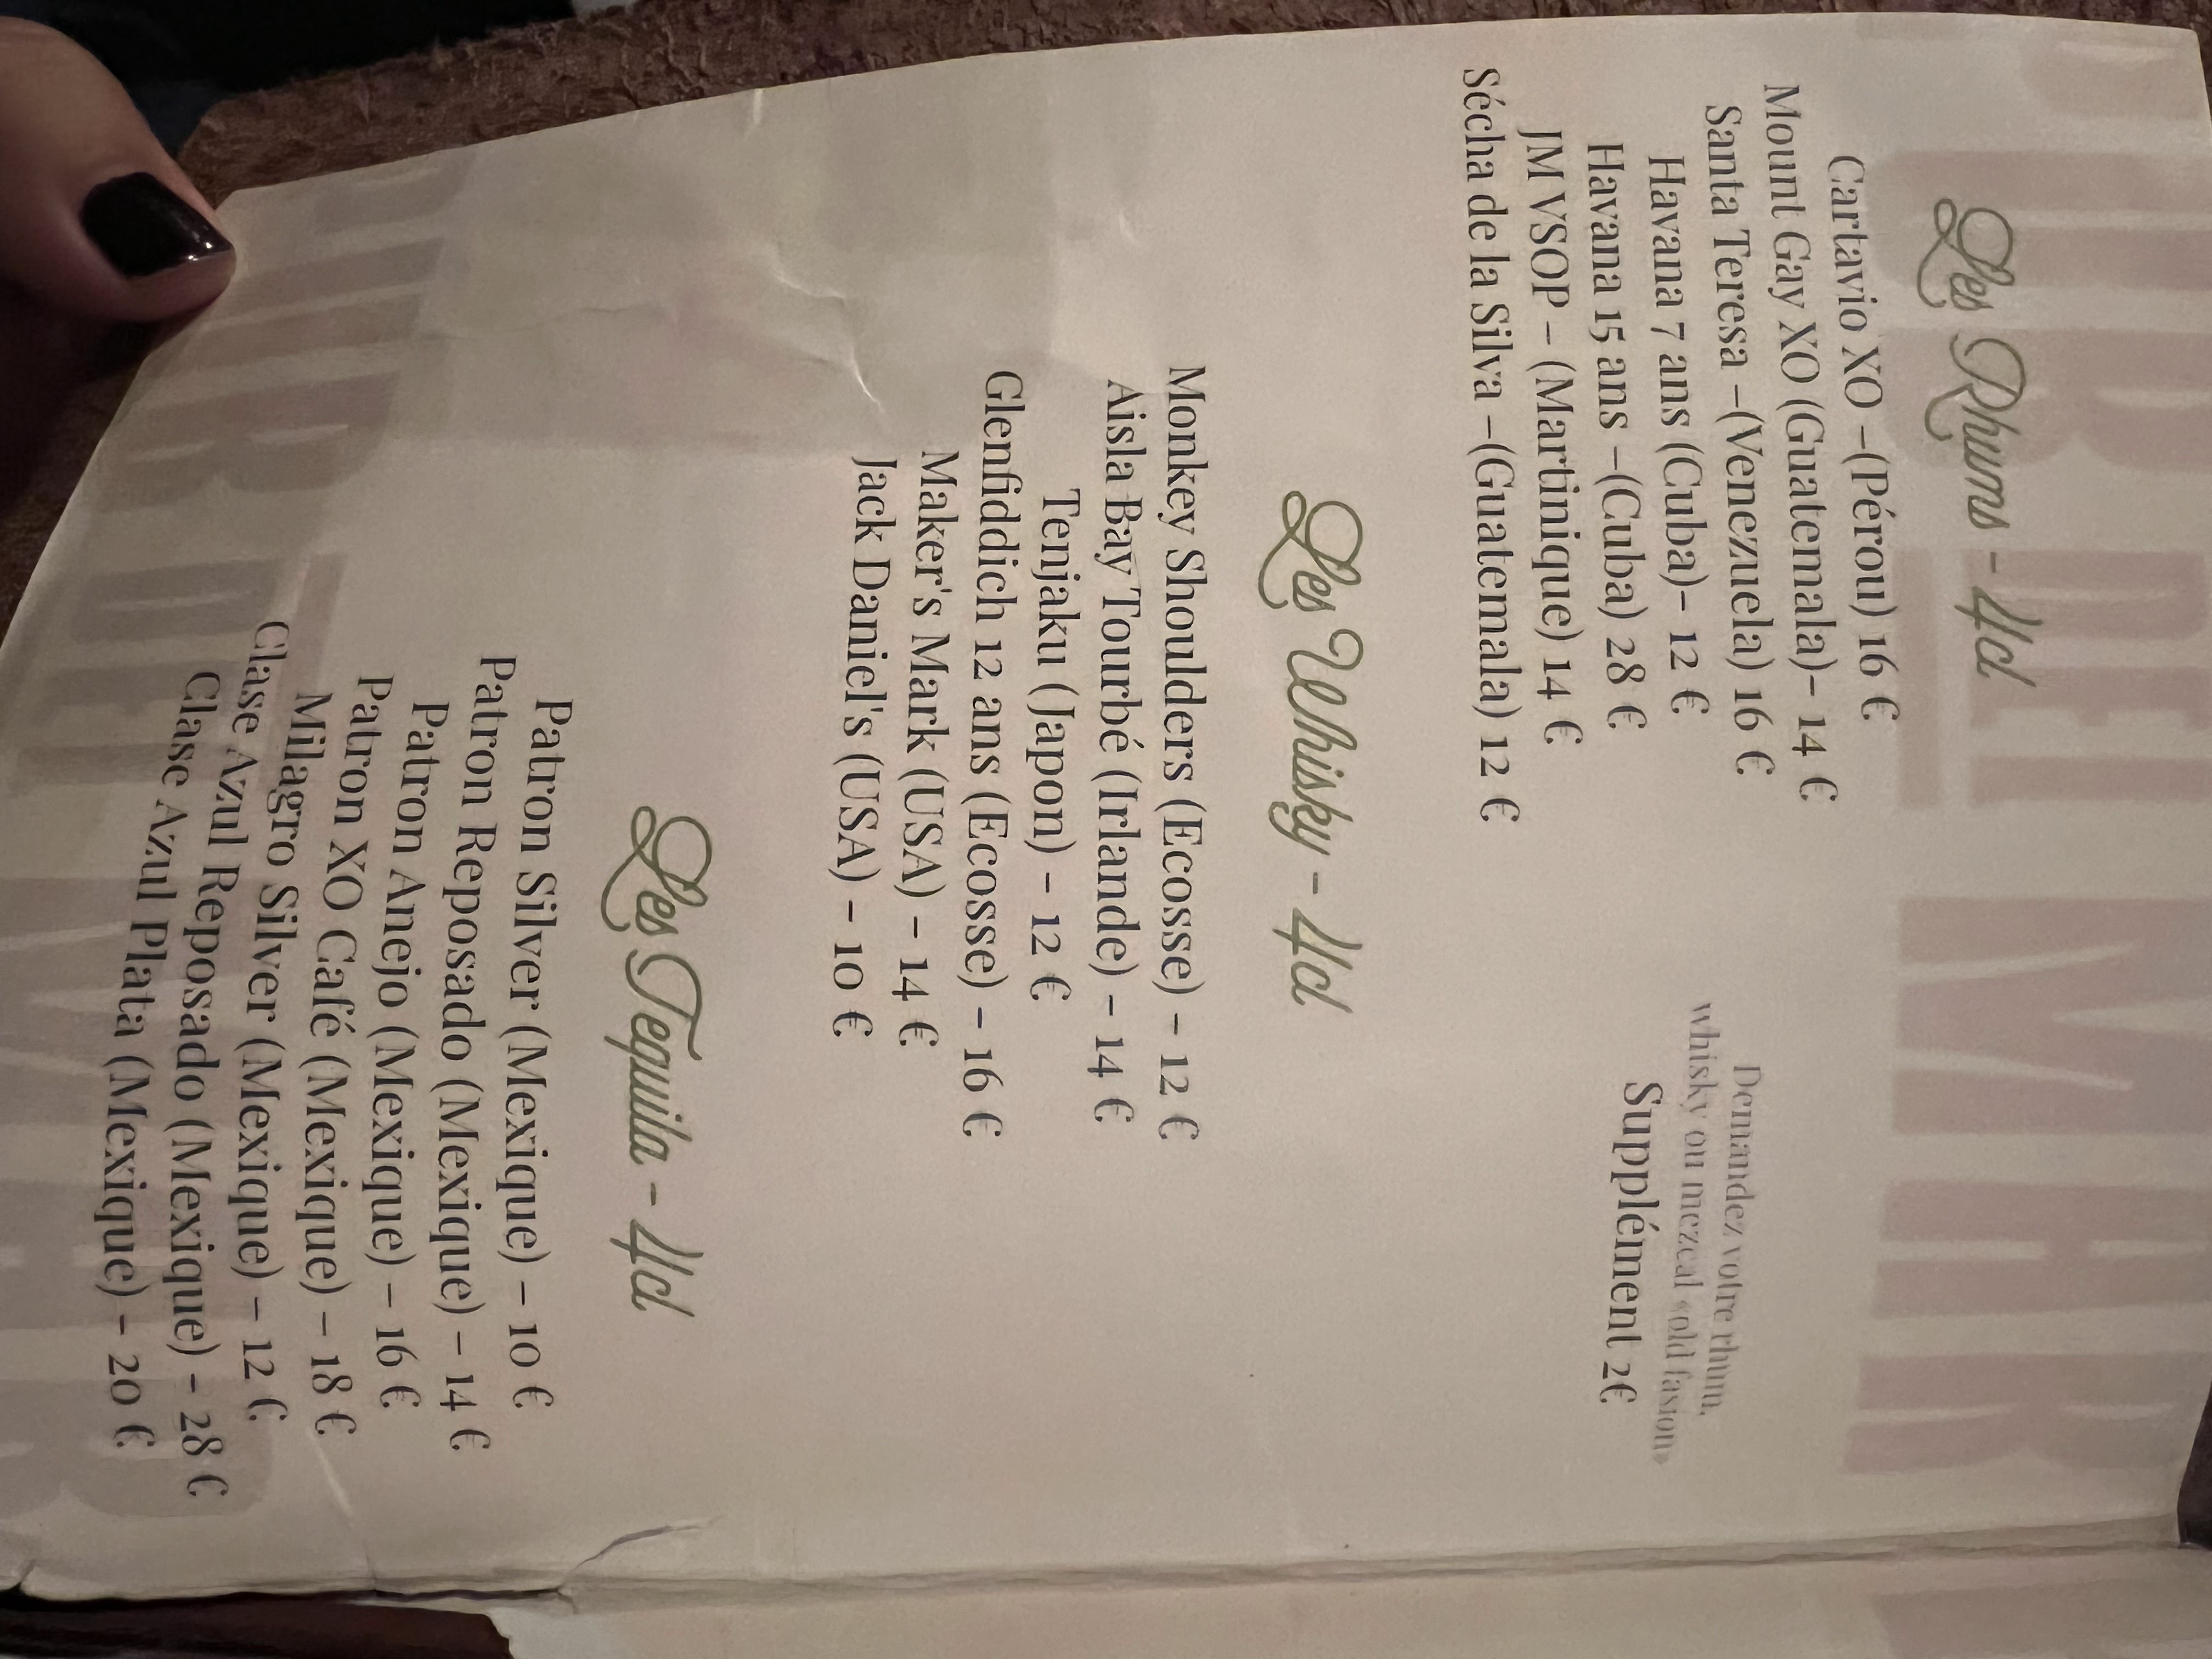 Les Rhums - 4cl
Cartavio XO -(Pérou) 16 €
Mount Gay XO (Guatemala)- 14 €
Santa Teresa -(Venezuela) 16 €
Havana 7 ans (Cuba)- 12 €
Havana 15 ans -(Cuba) 28 €
JM VSOP - (Martinique) 14 €
Sécha de la Silva -(Guatemala) 12 €
Demandez votre rhum,
whisky ou mezcal «old fasion»
Supplément 2€
Les Whisky - 4cl
Monkey Shoulders (Ecosse) - 12 €
Aisla Bay Tourbé (Irlande) - 14 €
Tenjaku (Japon) - 12 €
Glenfiddich 12 ans (Ecosse) - 16 €
Maker's Mark (USA) - 14 €
Jack Daniel's (USA) - 10 €
Les Tequila - 4cl
Patron Silver (Mexique) - 10 €
Patron Reposado (Mexique) - 14 €
Patron Anejo (Mexique) - 16 €
Patron XO Café (Mexique) - 18 €
Milagro Silver (Mexique) - 12 €
Clase Azul Reposado (Mexique) - 28 €
Clase Azul Plata (Mexique) - 20 €